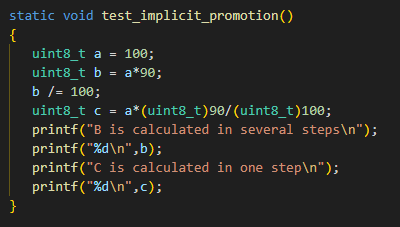 static void test_implicit_promotion()
{
    uint8_t a = 100;
    uint8_t b = a*90;
    b /= 100;
    uint8_t c = a*(uint8_t)90/(uint8_t)100;
    printf("B is calculated in several steps\n");
    printf("%d\n",b);
    printf("C is calculated in one step\n");
    printf("%d\n",c);
}